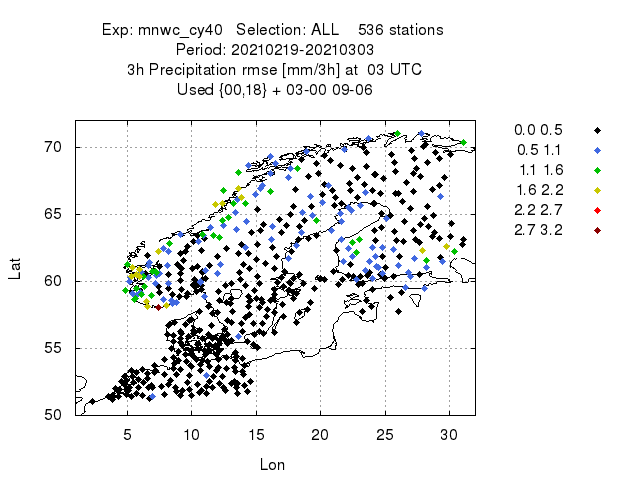 Exp: mnwc_cy40 Selection: ALL 536 stations
Period: 20210219-20210303
3h Precipitation rmse [mm/3h] at 03 UTC
Used {00,18} + 03-00 09-06
0.0 0.5
0.5 1.1
1.1 1.6
1.6 2.2
2.2 2.7
2.7 3.2
70
65
60
55
50
Lat
5 10 15 20 25 30
Lon